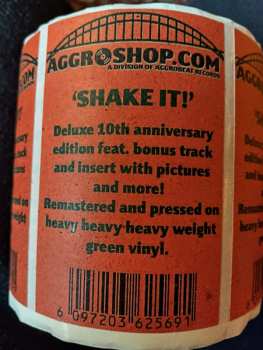 AGGROSHOP.COM
A DIVISION OF AGGROBEAT RECORDS
'SHAKE IT!'
Deluxe 10th anniversary
edition feat. bonus track
and insert with pictures
and more!
Remastered and pressed on
heavy heavy heavy weight
green vinyl.
6 097203 625691